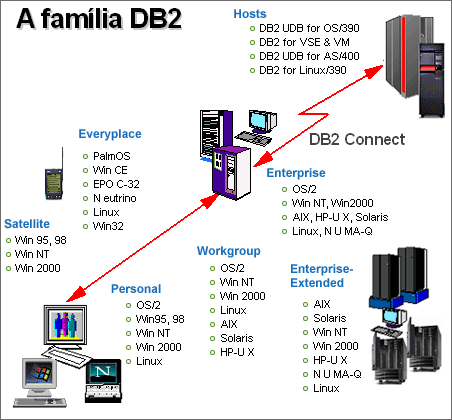 A família DB2
Hosts
DB2 UDB for OS/390
DB2 for VSE & VM
DB2 UDB for AS/400
DB2 for Linux/390
DB2 Connect
Everyplace
PalmOS
Win CE
EPO C-32
N eutrino
Linux
Win32
Enterprise
OS/2
Win NT, Win2000
AIX, HP-U X, Solaris
Linux, N U MA-Q
Satellite
Win 95, 98
Win NT
Win 2000
Workgroup
OS/2
Win NT
Win 2000
Linux
AIX
Solaris
HP-U X
Enterprise-
Extended
AIX
Solaris
Win NT
Win 2000
HP-U X
N U MA-Q
Linux
Personal
OS/2
Win95, 98
Win NT
Win 2000
Linux
N